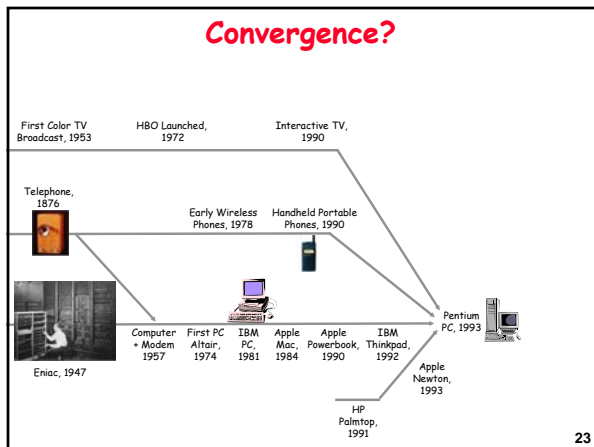 Convergence?
First Color TV
Broadcast, 1953
HBO Launched,
1972
Interactive TV,
1990
Telephone,
1876
Early Wireless
Phones, 1978
Handheld Portable
Phones, 1990
Eniac, 1947
Computer
+ Modem
1957
First PC
Altair,
1974
IBM
PC,
1981
Apple
Mac,
1984
Apple
Powerbook,
1990
IBM
Thinkpad,
1992
Pentium
PC, 1993
HP
Palmtop,
1991
Apple
Newton,
1993
23